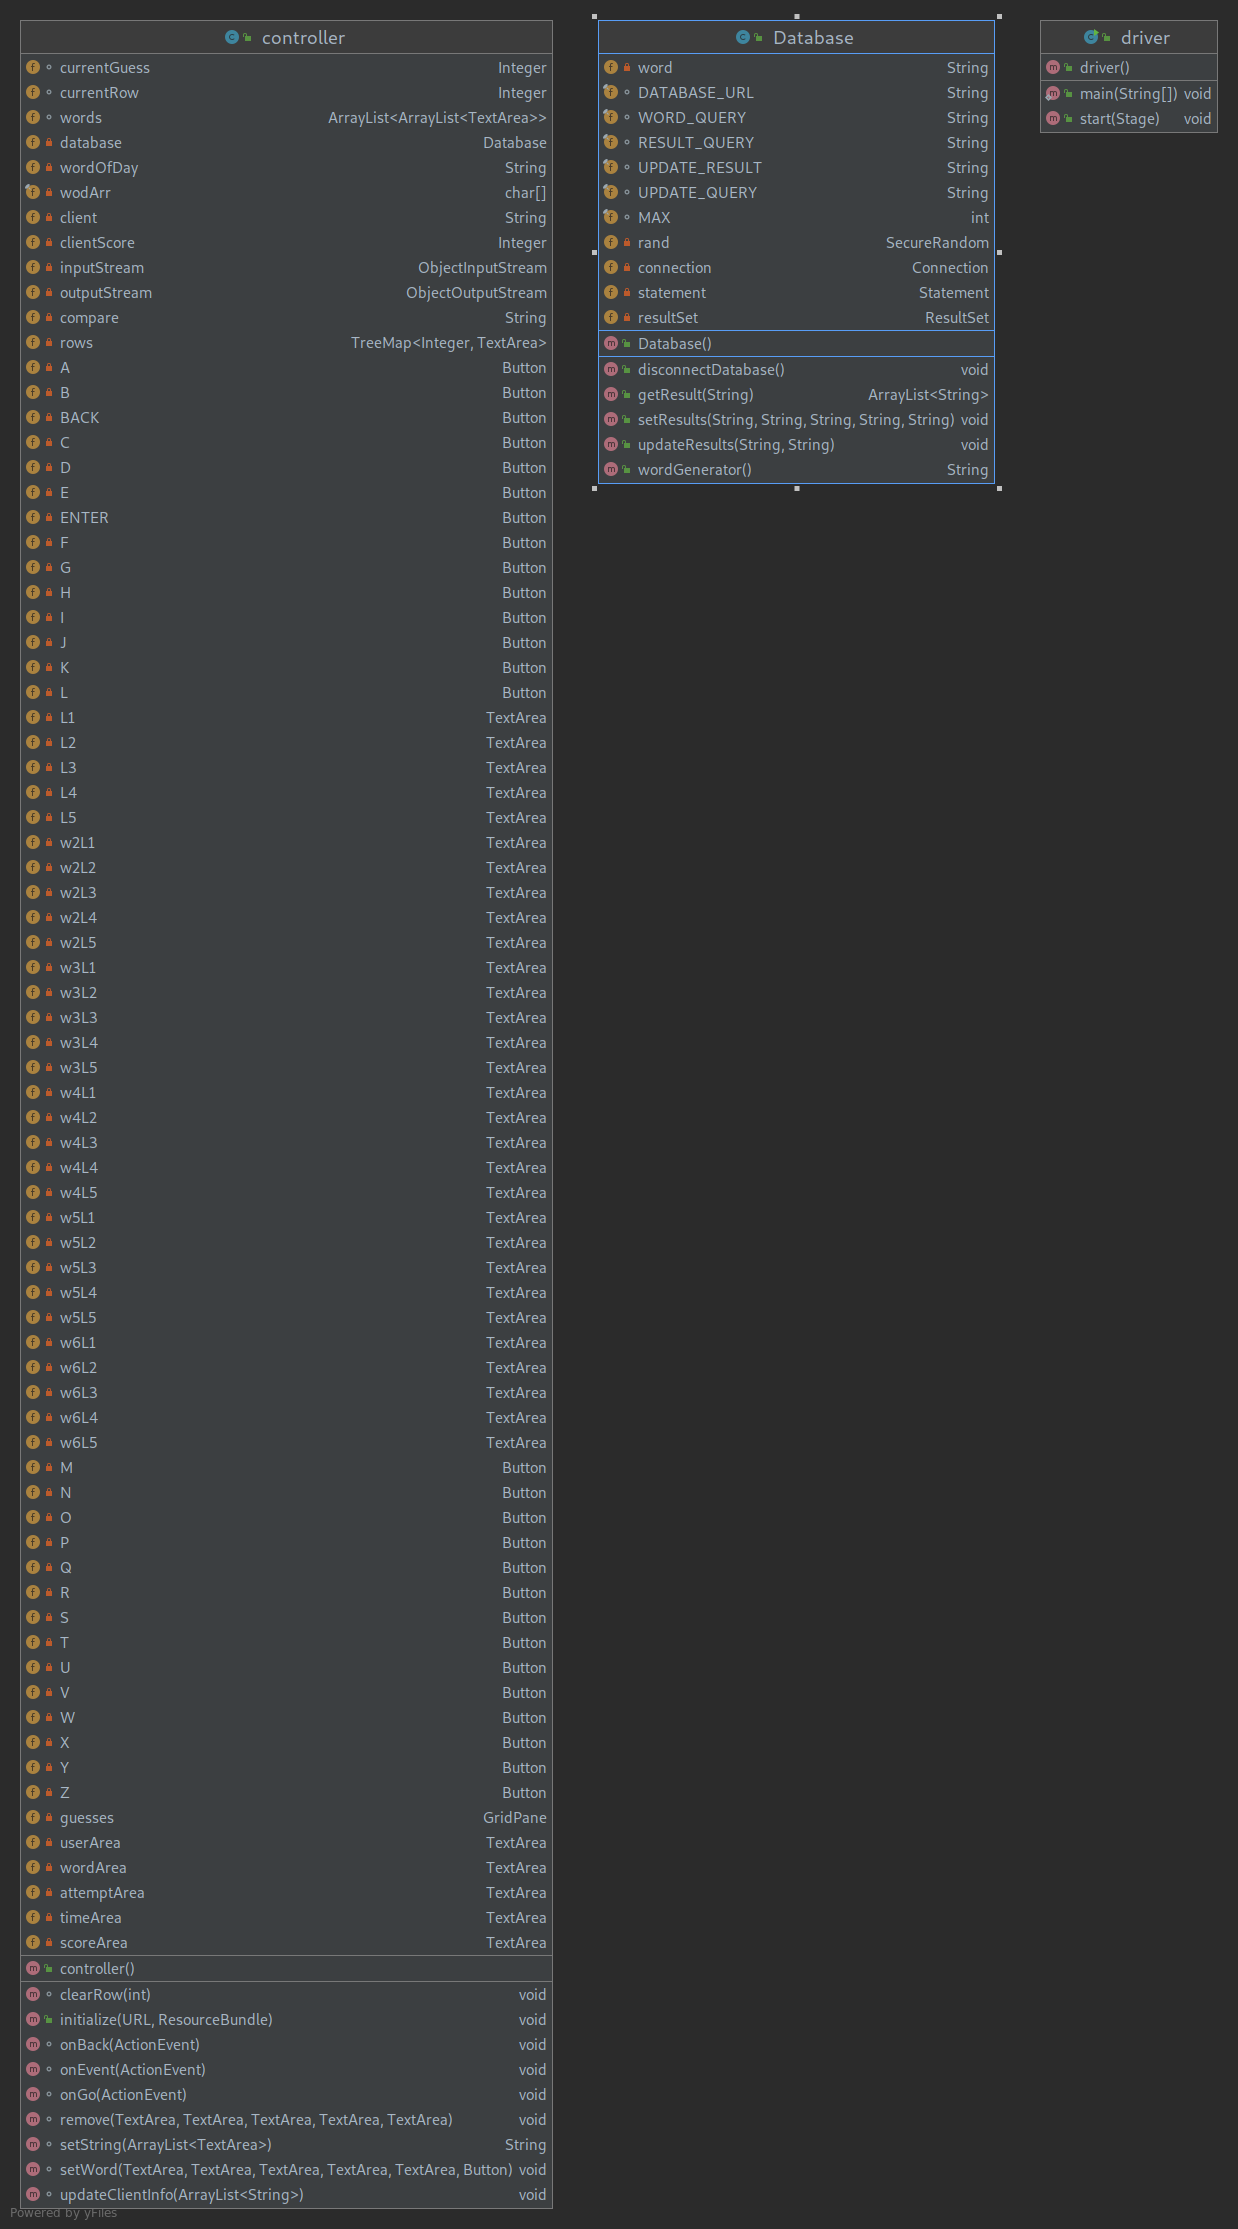 controller
currentGuess Integer
currentRow Integer
words ArrayList<ArrayList<TextArea>>
database Database
wordOfDay String
wodArr char[]
client String
clientScore Integer
inputStream ObjectInputStream
outputStream ObjectOutputStream
compare String
rows TreeMap<Integer, TextArea>
A Button
B Button
BACK Button
C Button
D Button
E Button
ENTER Button
F Button
G Button
H Button
I Button
J Button
K Button
L Button
L1 TextArea
L2 TextArea
L3 TextArea
L4 TextArea
L5 TextArea
w2L1 TextArea
w2L2 TextArea
w2L3 TextArea
w2L4 TextArea
w2L5 TextArea
w3L1 TextArea
w3L2 TextArea
w3L3 TextArea
w3L4 TextArea
w3L5 TextArea
w4L1 TextArea
w4L2 TextArea
w4L3 TextArea
w4L4 TextArea
w4L5 TextArea
w5L1 TextArea
w5L2 TextArea
w5L3 TextArea
w5L4 TextArea
w5L5 TextArea
w6L1 TextArea
w6L2 TextArea
w6L3 TextArea
w6L4 TextArea
w6L5 TextArea
M Button
N Button
O Button
P Button
Q Button
R Button
S Button
T Button
U Button
V Button
W Button
X Button
Y Button
Z Button
guesses GridPane
userArea TextArea
wordArea TextArea
attemptArea TextArea
timeArea TextArea
scoreArea TextArea
controller()
clearRow(int) void
initialize(URL, ResourceBundle) void
onBack(ActionEvent) void
onEvent(ActionEvent) void
onGo(ActionEvent) void
remove(TextArea, TextArea, TextArea, TextArea, TextArea) void
setString(ArrayList<TextArea>) String
setWord(TextArea, TextArea, TextArea, TextArea, TextArea, Button) void
updateClientInfo(ArrayList<String>) void
Powered by yFiles
Database
word String
DATABASE_URL String
WORD_QUERY String
RESULT_QUERY String
UPDATE_RESULT String
UPDATE_QUERY String
MAX int
rand SecureRandom
connection Connection
statement Statement
resultSet ResultSet
Database()
disconnectDatabase() void
getResult(String) ArrayList<String>
setResults(String, String, String, String, String) void
updateResults(String, String) void
wordGenerator() String
driver
driver()
main(String[]) void
start(Stage) void